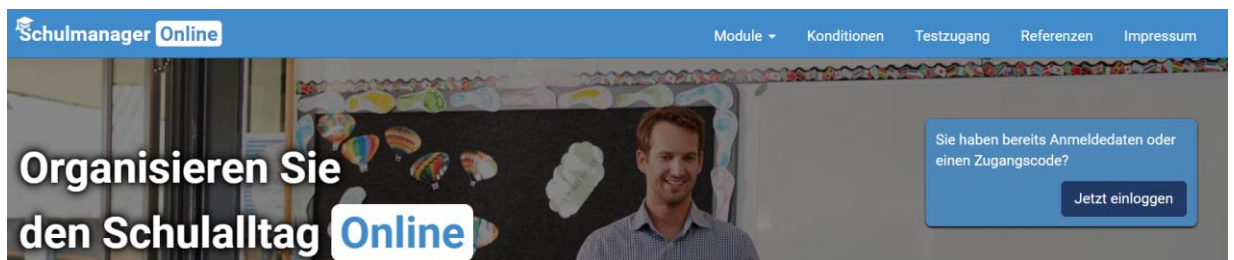 Schulmanager Online
Module Konditionen Testzugang Referenzen Impressum
Sie haben bereits Anmeldedaten oder
einen Zugangscode?
Jetzt einloggen
Organisieren Sie
den Schulalltag Online